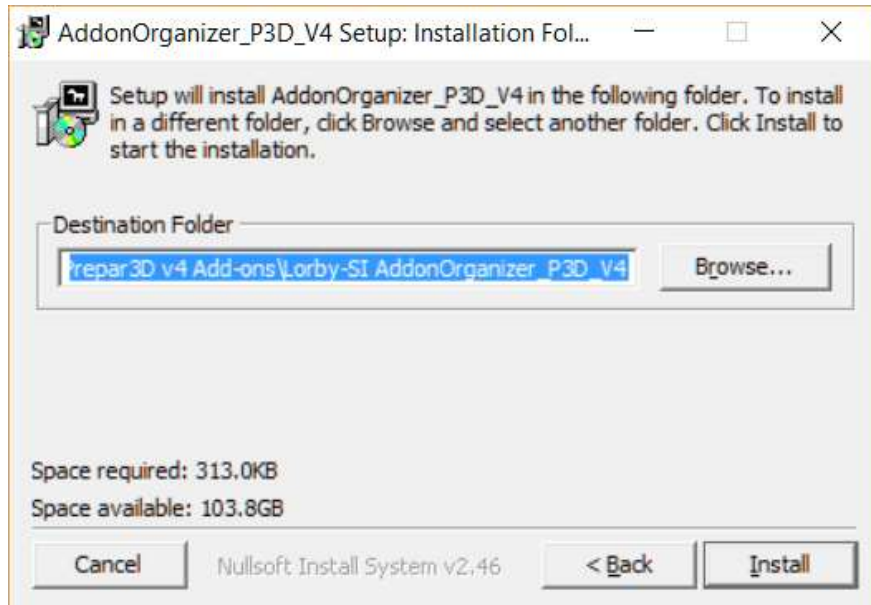 AddonOrganizer_P3D_V4 Setup: Installation Fol...
Setup will install AddonOrganizer_P3D_V4 in the following folder. To install
in a different folder, click Browse and select another folder. Click Install to
start the installation.
Destination Folder
repar3D v4 Add-ons\Lorby-SI AddonOrganizer_P3D_V4
Browse...
Space required: 313.0KB
Space available: 103.8GB
Cancel
Nullsoft Install System v2.46
< Back
Install